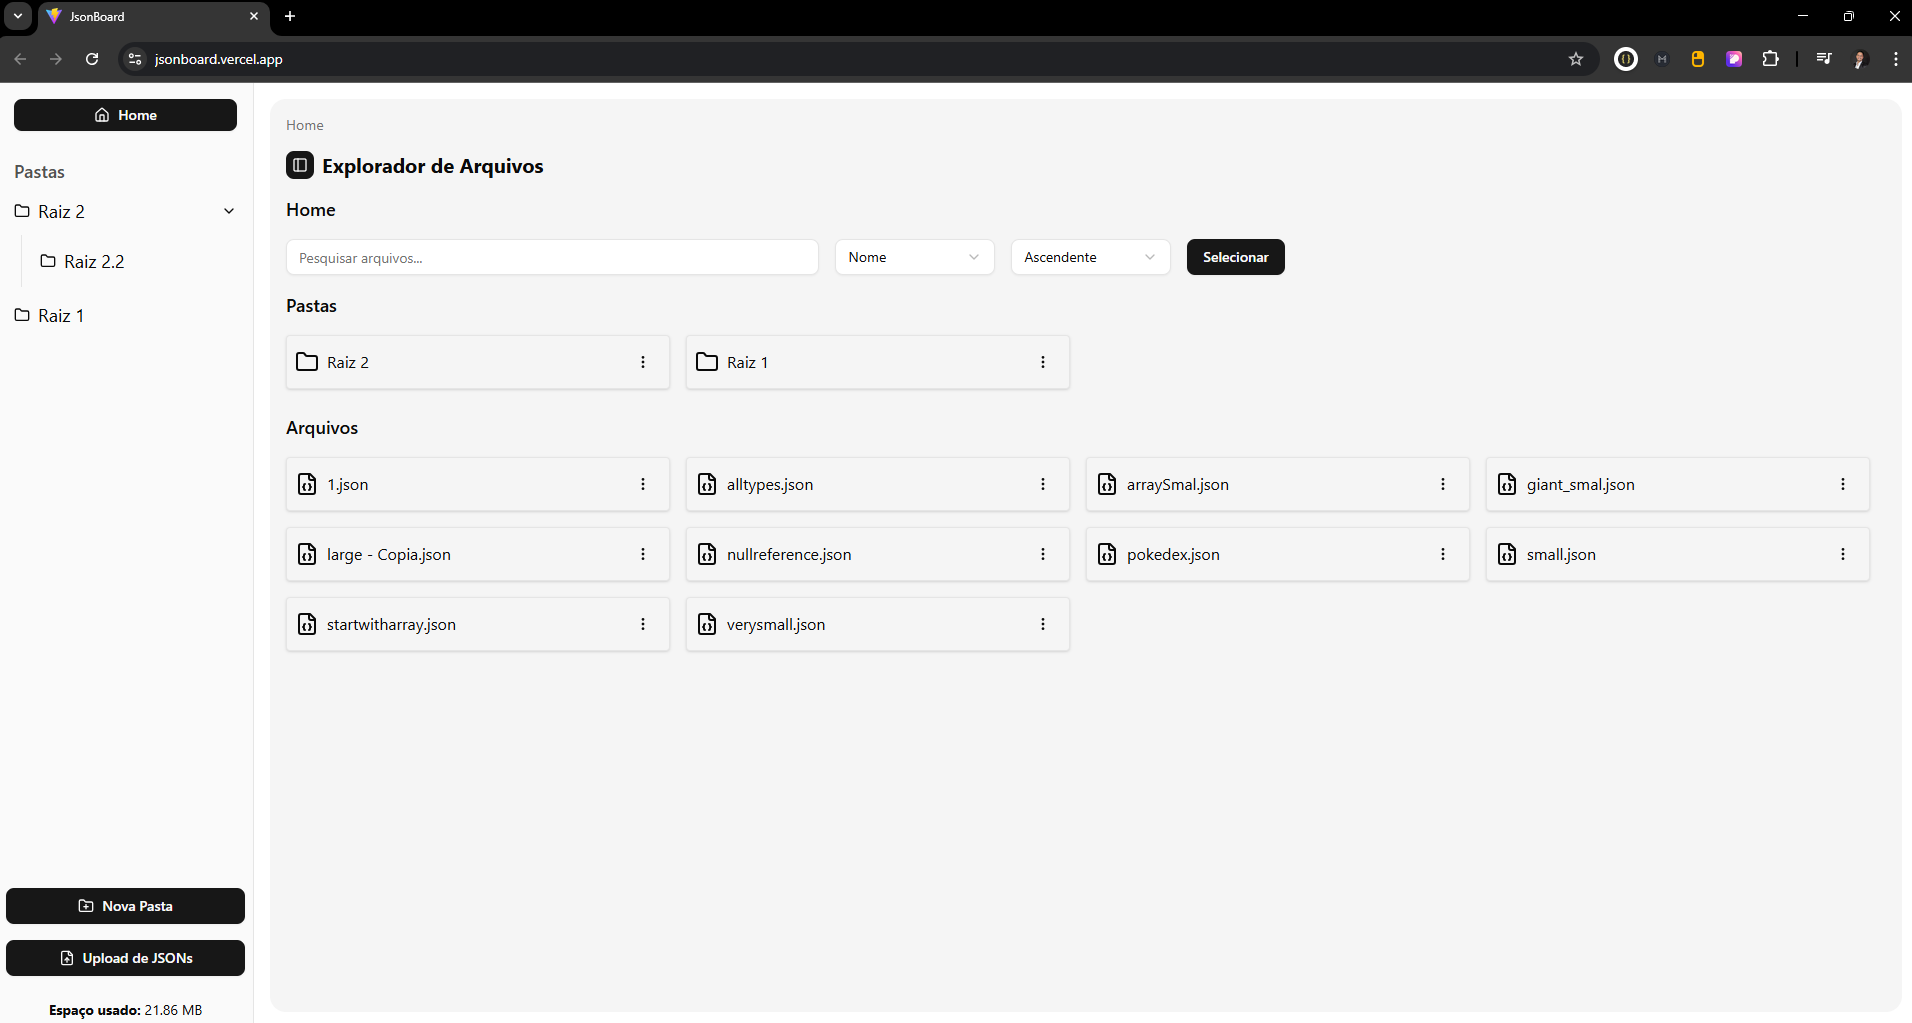 JsonBoard
jsonboard.vercel.app
Home
Pastas
Raiz 2
Raiz 2.2
Raiz 1
Nova Pasta
Upload de JSONs
Espaço usado: 21.86 MB
Home
Explorador de Arquivos
Home
Pesquisar arquivos... Nome Ascendente Selecionar
Pastas
Raiz 2 Raiz 1
Arquivos
1.json alltypes.json arraySmal.json giant_smal.json
large - Copia.json nullreference.json pokedex.json small.json
startwitharray.json verysmall.json